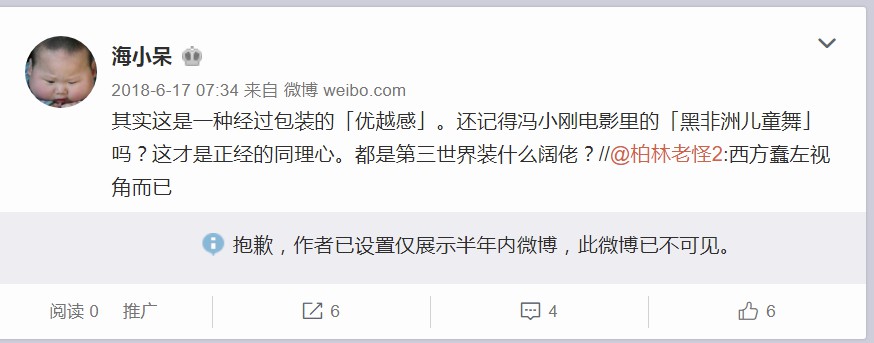 海小呆
2018-6-17 07:34 来自 微博 weibo.com
其实这是一种经过包装的「优越感」。还记得冯小刚电影里的「黑非洲儿童舞」
吗？这才是正经的同理心。都是第三世界装什么阔佬？//@柏林老怪2:西方蠢左视
角而已
抱歉，作者已设置仅展示半年内微博，此微博已不可见。
阅读 0 推广 6 4 6